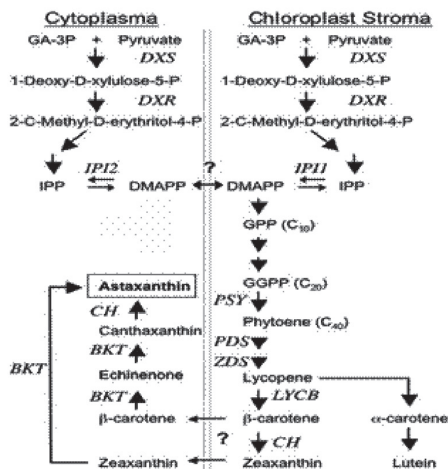 Cytoplasma Chloroplast Stroma
GA-3P + Pyruvate GA-3P + Pyruvate
DXS DXS
1-Deoxy-D-xylulose-5-P 1-Deoxy-D-xylulose-5-P
DXR DXR
2-C-Methyl-D-erythritol-4-P 2-C-Methyl-D-erythritol-4-P
IPI2 ? IPI1
IPP DMAPP DMAPP IPP
GPP (C10)
GGPP (C20)
Astaxanthin PSY
CH Phytoene (C40)
Canthaxanthin PDS
BKT BKT ZDS
Echinenone Lycopene
BKT LYCB
β-carotene β-carotene α-carotene
? CH
Zeaxanthin Zeaxanthin Lutein